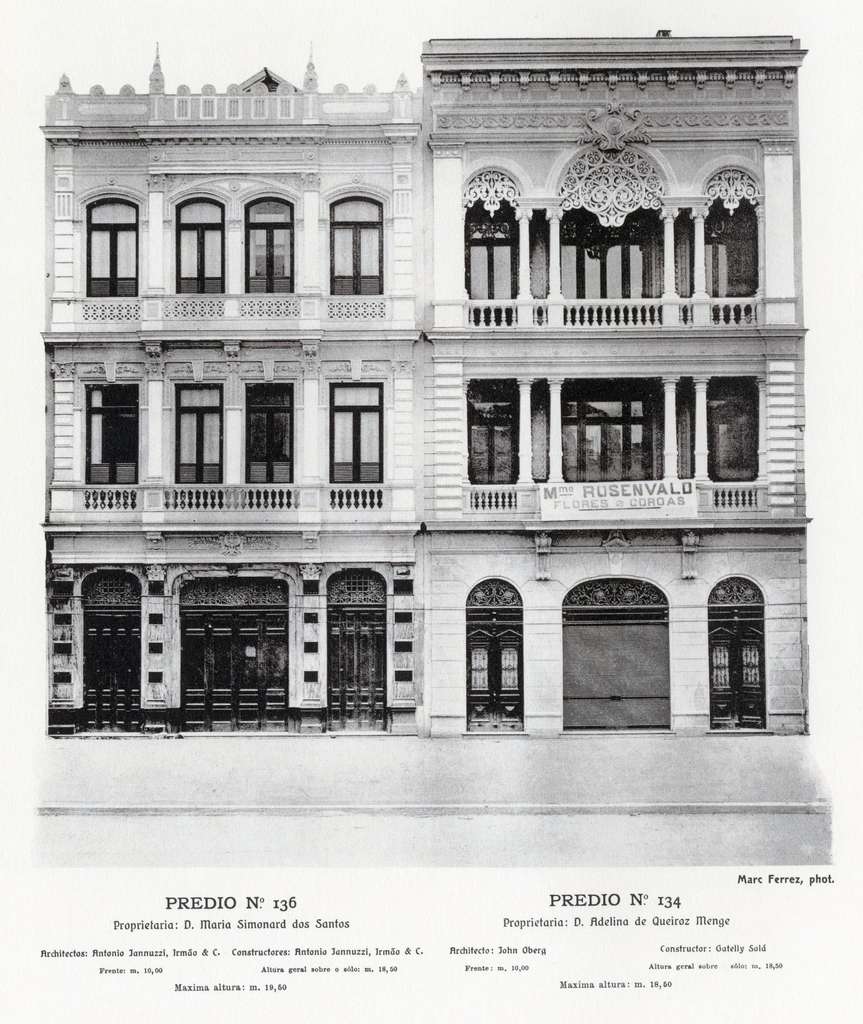 Mme ROSENVALD
FLORES e COROAS
Marc Ferrez, phot.
PREDIO Nº 136
Proprietaria: D. Maria Simonard dos Santos
Architectos: Antonio Jannuzzi, Irmão & C. Constructores: Antonio Jannuzzi, Irmão & C.
Frente: m. 10,00 Altura geral sobre o sólo: m. 18,50
Maxima altura: m. 19,50
PREDIO Nº 134
Proprietaria: D. Adelina de Queiroz Menge
Architecto: John Oberg Constructor: Gatelly Sold
Frente: m. 10,00 Altura geral sobre sólo: m. 18,50
Maxima altura: m. 18,50